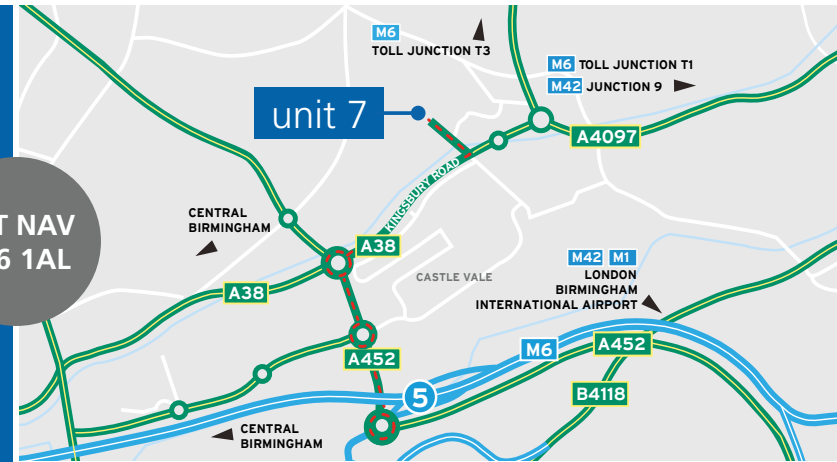 M6
TOLL JUNCTION T3
M6 TOLL JUNCTION T1
M42 JUNCTION 9
unit 7
A4097
KINGSBURY ROAD
T NAV
6 1AL
CENTRAL
BIRMINGHAM
A38
CASTLE VALE
M42 M1
LONDON
BIRMINGHAM
INTERNATIONAL AIRPORT
A38
A452
M6
A452
5
B4118
CENTRAL
BIRMINGHAM